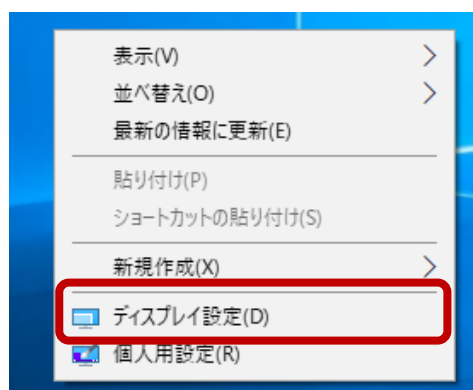 表示(V)
並べ替え(O)
最新の情報に更新(E)
貼り付け(P)
ショートカットの貼り付け(S)
新規作成(X)
ディスプレイ設定(D)
個人用設定(R)